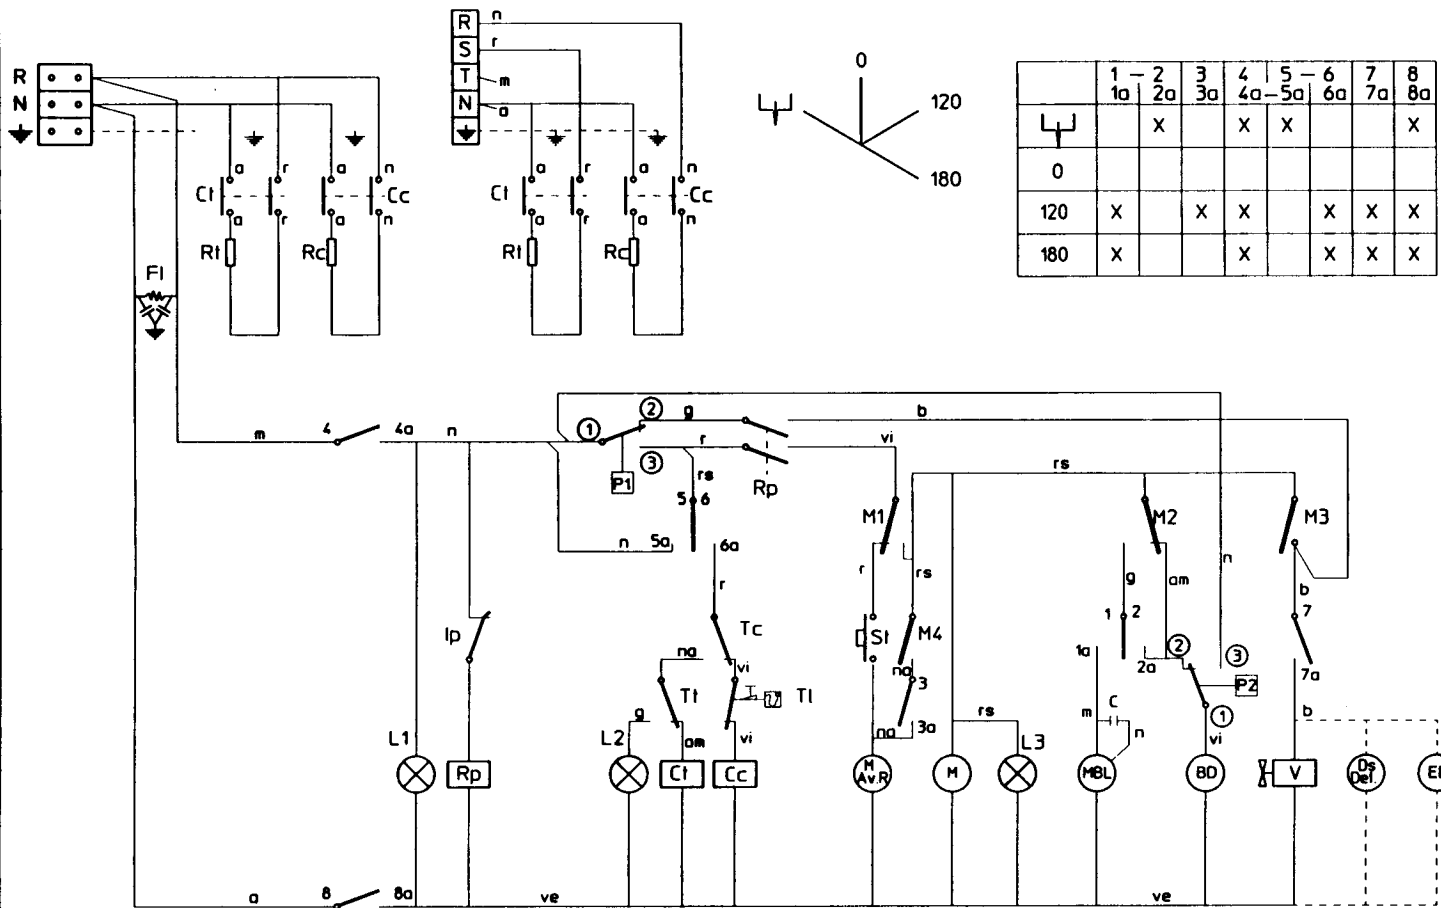 R
N
R n
S r
T m
N a
0
120
180
1 – 2 3 4 5 – 6 7 8
1a 2a 3a 4a – 5a 6a 7a 8a
X X X X
0
120 X X X X X X
180 X X X X X
a r a n
Ct Cc
a r a n
Rt Rc
a r a n
Ct Cc
a r a n
Rt Rc
FI
m 4 4a n 1 2 g b
3 r vi
P1 rs Rp
rs
5 6
n 5a 6a
M1 M2 M3
r rs g am n b
r
Ip Tc St M4 1 2 7
na vi na 1a 2a 2 3
Tt Tl 3 7a
P2
g am vi na 3a rs m C n 1 vi b
L1 L2 L3
Rp Ct Cc M Av.R M MBL BD V Ds Del.
a 8 8a ve ve